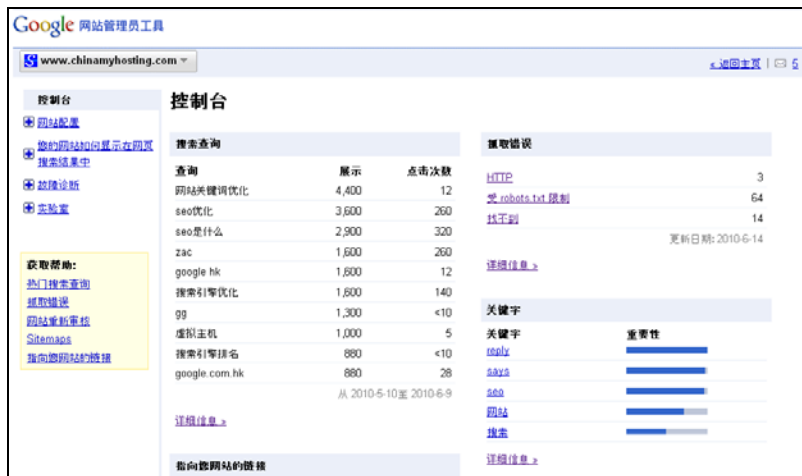 Google 网站管理员工具
www.chinamyhosting.com
« 返回主页 | 5
控制台
网站配置
您的网站如何显示在网页
搜索结果中
故障诊断
实验室
获取帮助:
热门搜索查询
抓取错误
网站重新审核
Sitemaps
指向您网站的链接
控制台
搜索查询
查询 展示 点击次数
网站关键词优化 4,400 12
seo优化 3,600 260
seo是什么 2,900 320
zac 1,600 260
google hk 1,600 12
搜索引擎优化 1,600 140
gg 1,300 <10
虚拟主机 1,000 5
搜索引擎排名 880 <10
google.com.hk 880 28
从 2010-5-10至 2010-6-9
详细信息 »
指向您网站的链接
抓取错误
HTTP 3
受 robots.txt 限制 64
找不到 14
更新日期: 2010-6-14
详细信息 »
关键字
关键字 重要性
reply
says
seo
网站
搜索
详细信息 »